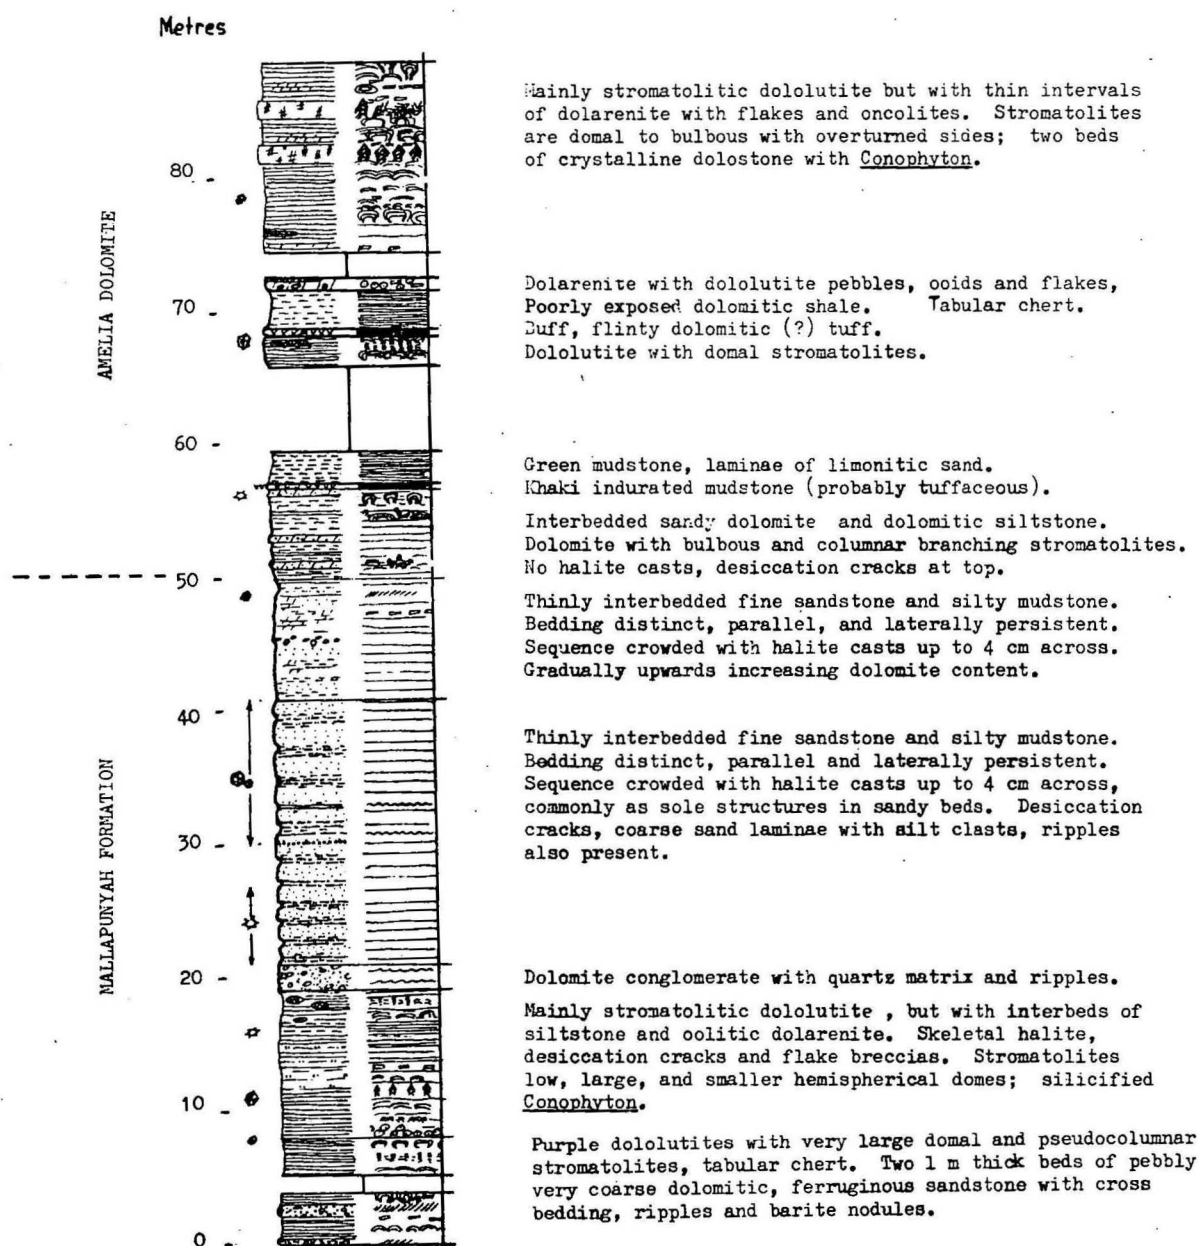 Metres
Mainly stromatolitic dololutite but with thin intervals
of dolarenite with flakes and oncolites. Stromatolites
are domal to bulbous with overturned sides; two beds
of crystalline dolostone with Conophyton.
80
AMELIA DOLOMITE
Dolarenite with dololutite pebbles, ooids and flakes,
Poorly exposed dolomitic shale. Tabular chert.
Buff, flinty dolomitic (?) tuff.
Dololutite with domal stromatolites.
70
60
Green mudstone, laminae of limonitic sand.
Khaki indurated mudstone (probably tuffaceous).
Interbedded sandy dolomite and dolomitic siltstone.
Dolomite with bulbous and columnar branching stromatolites.
No halite casts, desiccation cracks at top.
50
Thinly interbedded fine sandstone and silty mudstone.
Bedding distinct, parallel, and laterally persistent.
Sequence crowded with halite casts up to 4 cm across.
Gradually upwards increasing dolomite content.
40
MALLAPUNYAH FORMATION
Thinly interbedded fine sandstone and silty mudstone.
Bedding distinct, parallel and laterally persistent.
Sequence crowded with halite casts up to 4 cm across,
commonly as sole structures in sandy beds. Desiccation
cracks, coarse sand laminae with silt clasts, ripples
also present.
30
20
Dolomite conglomerate with quartz matrix and ripples.
Mainly stromatolitic dololutite , but with interbeds of
siltstone and oolitic dolarenite. Skeletal halite,
desiccation cracks and flake breccias. Stromatolites
low, large, and smaller hemispherical domes; silicified
Conophyton.
10
Purple dololutites with very large domal and pseudocolumnar
stromatolites, tabular chert. Two 1 m thick beds of pebbly
very coarse dolomitic, ferruginous sandstone with cross
bedding, ripples and barite nodules.
0